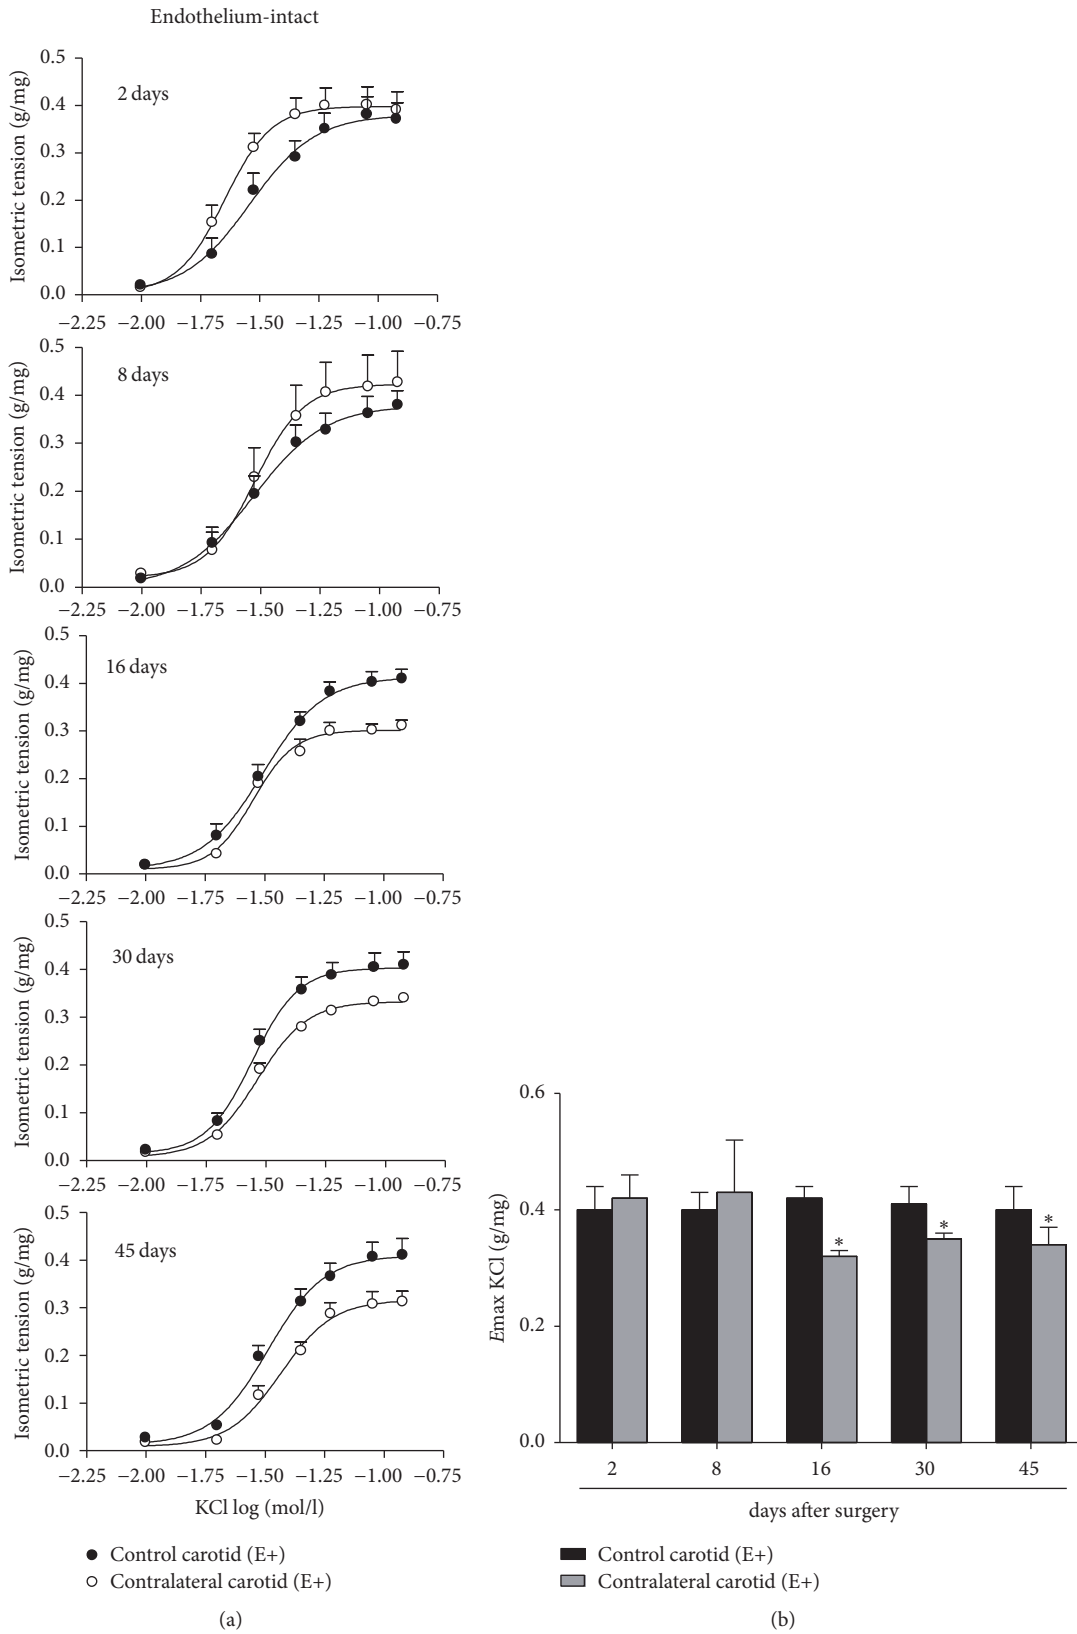 Endothelium-intact
0.5
0.4
0.3
0.2
0.1
0.0
Isometric tension (g/mg)
2 days
−2.25 −2.00 −1.75 −1.50 −1.25 −1.00 −0.75
0.5
0.4
0.3
0.2
0.1
0.0
Isometric tension (g/mg)
8 days
−2.25 −2.00 −1.75 −1.50 −1.25 −1.00 −0.75
0.5
0.4
0.3
0.2
0.1
0.0
Isometric tension (g/mg)
16 days
−2.25 −2.00 −1.75 −1.50 −1.25 −1.00 −0.75
0.5
0.4
0.3
0.2
0.1
0.0
Isometric tension (g/mg)
30 days
−2.25 −2.00 −1.75 −1.50 −1.25 −1.00 −0.75
0.5
0.4
0.3
0.2
0.1
0.0
Isometric tension (g/mg)
45 days
−2.25 −2.00 −1.75 −1.50 −1.25 −1.00 −0.75
KCl log (mol/l)
Control carotid (E+)
Contralateral carotid (E+)
(a)
0.6
0.4
0.2
0.0
Emax KCl (g/mg)
* * *
2 8 16 30 45
days after surgery
Control carotid (E+)
Contralateral carotid (E+)
(b)